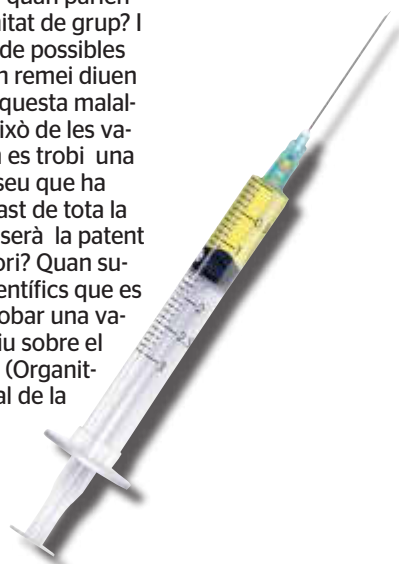 quan parlen
itat de grup? I
de possibles
n remei diuen
questa malal-
ixò de les va-
n es trobi una
seu que ha
ast de tota la
serà la patent
ori? Quan su-
entífics que es
obar una va-
iu sobre el
(Organit-
al de la